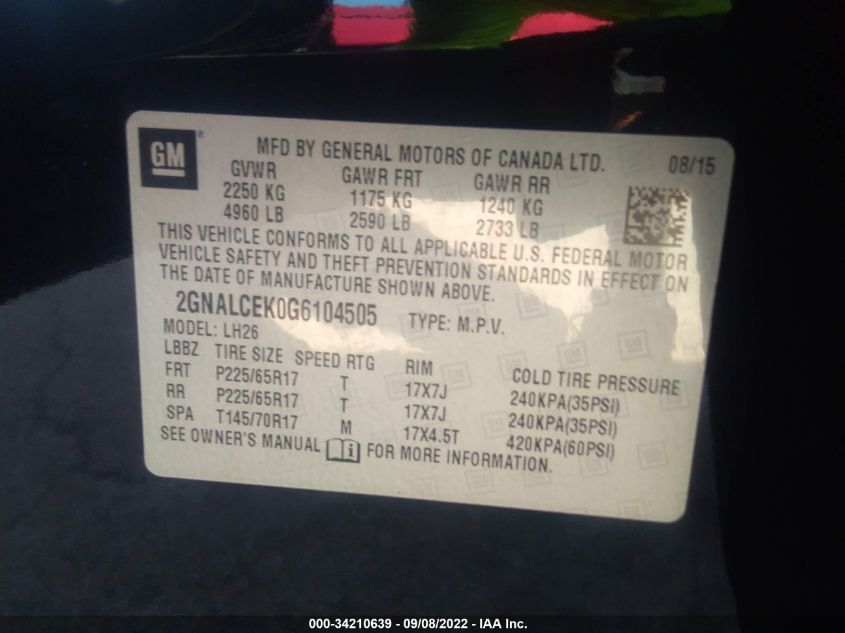 GM ® MFD BY GENERAL MOTORS OF CANADA LTD. 08/15
GVWR GAWR FRT GAWR RR
2250 KG 1175 KG 1240 KG
4960 LB 2590 LB 2733 LB
THIS VEHICLE CONFORMS TO ALL APPLICABLE U.S. FEDERAL MOTOR
VEHICLE SAFETY AND THEFT PREVENTION STANDARDS IN EFFECT ON
THE DATE OF MANUFACTURE SHOWN ABOVE.
2GNALCEK0G6104505 TYPE: M.P.V.
MODEL: LH26
LBBZ TIRE SIZE SPEED RTG RIM COLD TIRE PRESSURE
FRT P225/65R17 T 17X7J 240KPA(35PSI)
RR P225/65R17 T 17X7J 240KPA(35PSI)
SPA T145/70R17 M 17X4.5T 420KPA(60PSI)
SEE OWNER'S MANUAL FOR MORE INFORMATION.
000-34210639 - 09/08/2022 - IAA Inc.